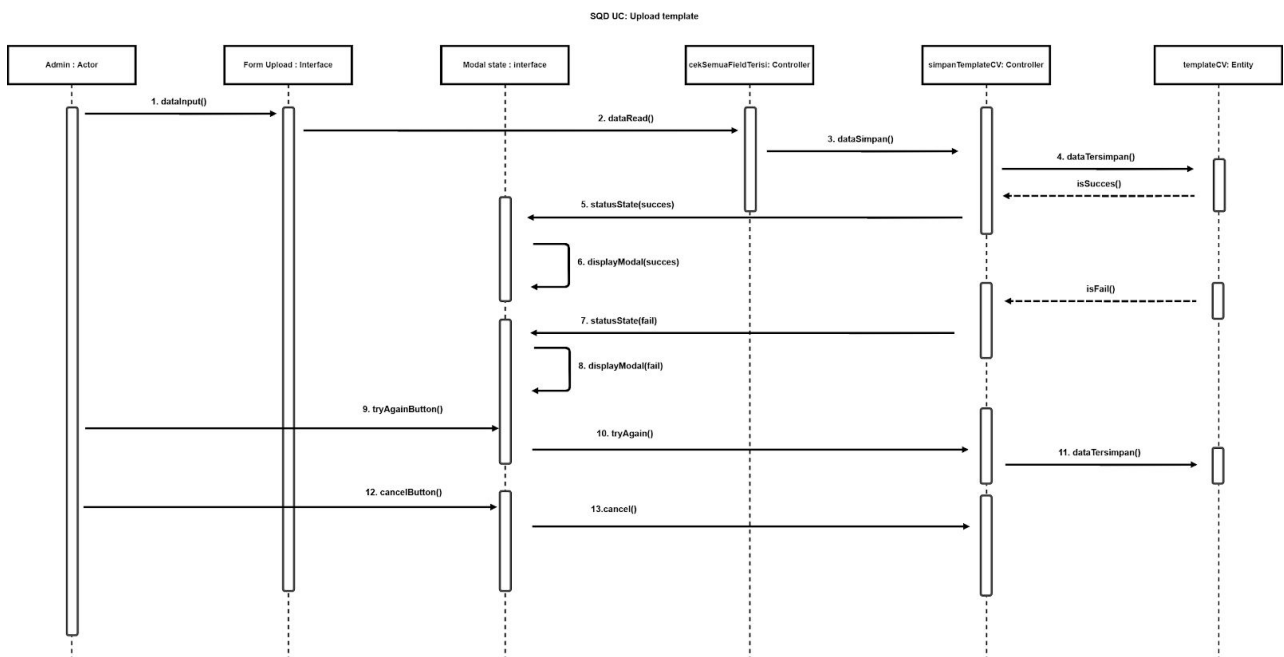 SQD UC: Upload template
Admin : Actor
Form Upload : Interface
Modal state : interface
cekSemuaFieldTerisi: Controller
simpanTemplateCV: Controller
templateCV: Entity
1. dataInput()
2. dataRead()
3. dataSimpan()
4. dataTersimpan()
isSucces()
5. statusState(succes)
6. displayModal(succes)
isFail()
7. statusState(fail)
8. displayModal(fail)
9. tryAgainButton()
10. tryAgain()
11. dataTersimpan()
12. cancelButton()
13.cancel()